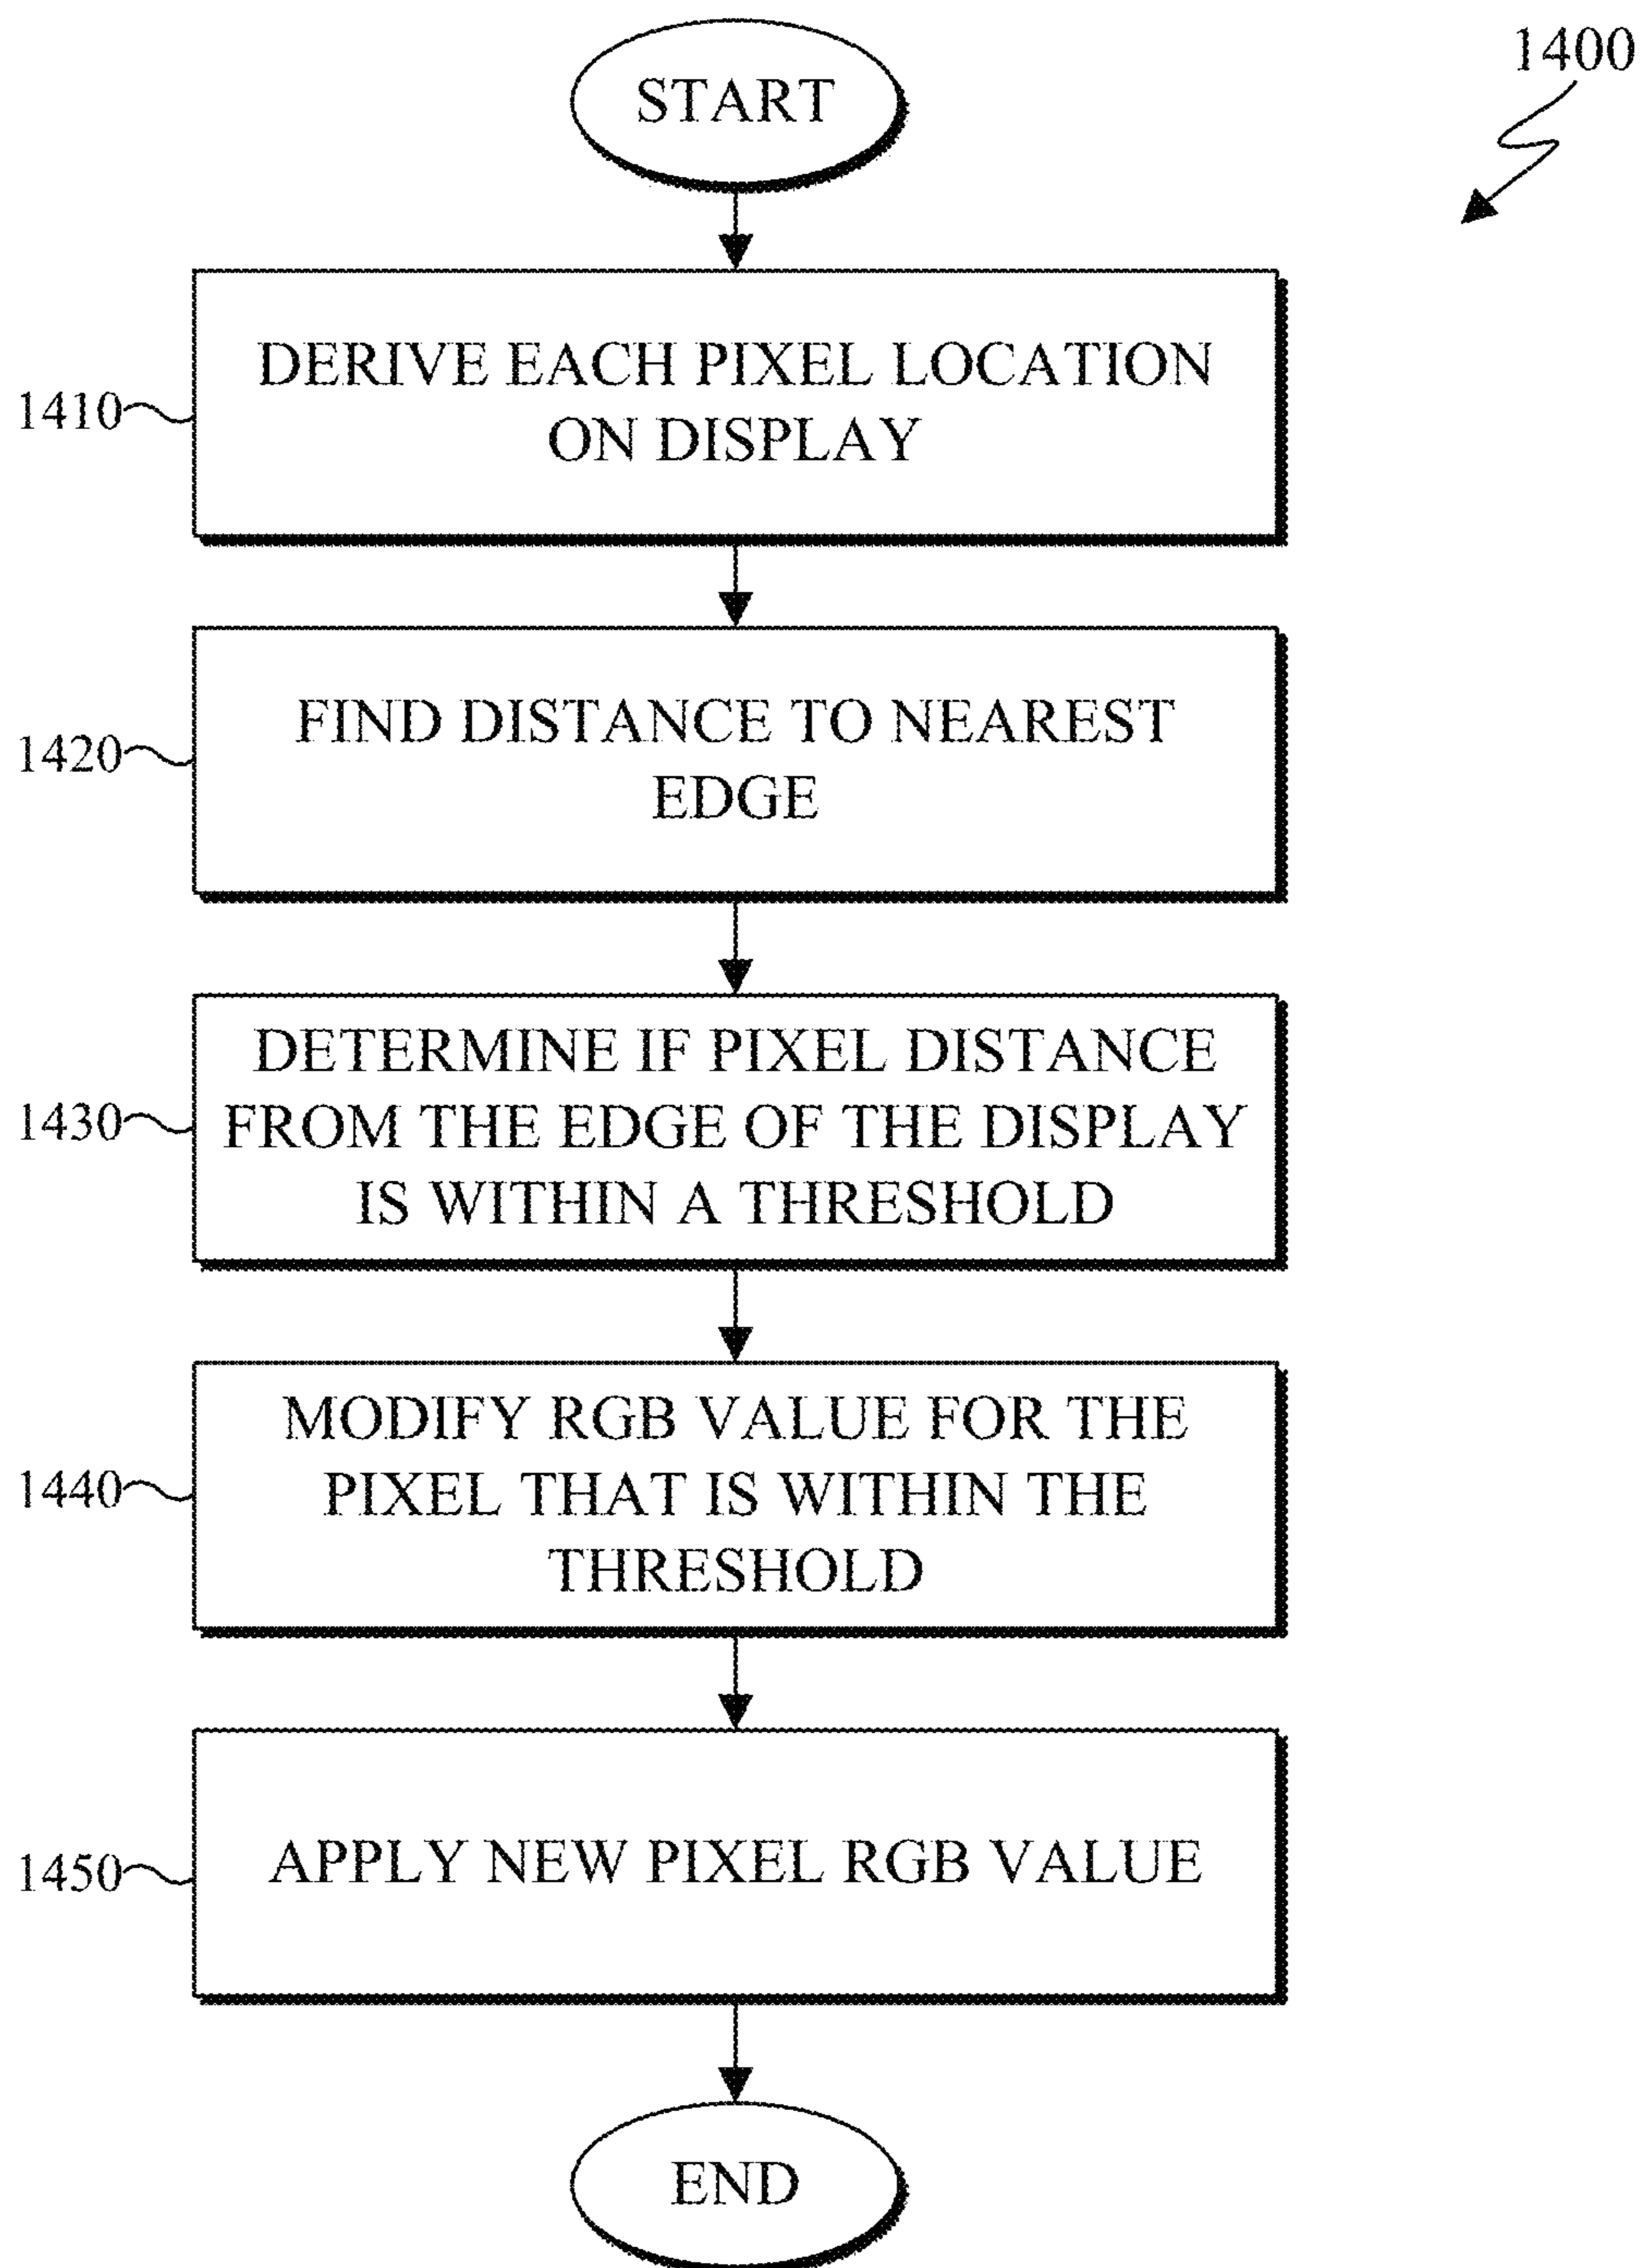 START
1400
1410
DERIVE EACH PIXEL LOCATION
ON DISPLAY
1420
FIND DISTANCE TO NEAREST
EDGE
1430
DETERMINE IF PIXEL DISTANCE
FROM THE EDGE OF THE DISPLAY
IS WITHIN A THRESHOLD
1440
MODIFY RGB VALUE FOR THE
PIXEL THAT IS WITHIN THE
THRESHOLD
1450
APPLY NEW PIXEL RGB VALUE
END